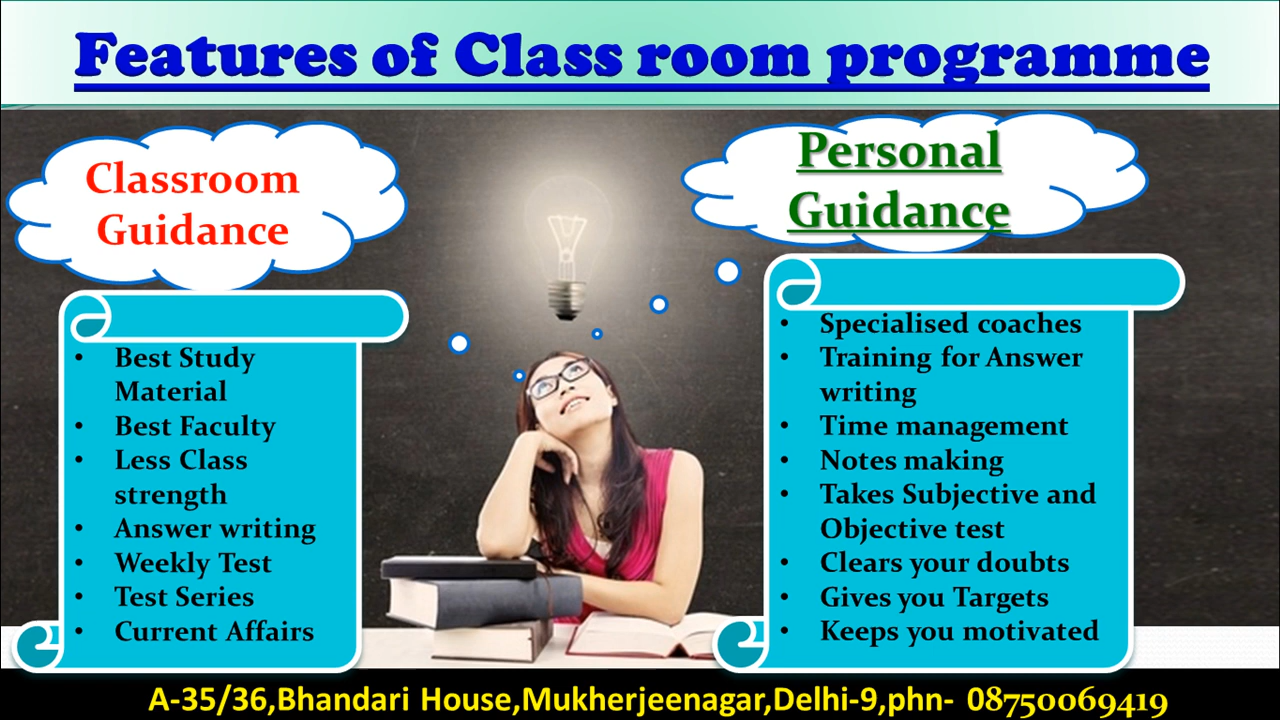 Features of Class room programme
Classroom
Guidance
• Best Study
Material
• Best Faculty
• Less Class
strength
• Answer writing
• Weekly Test
• Test Series
• Current Affairs
Personal
Guidance
• Specialised coaches
• Training for Answer
writing
• Time management
• Notes making
• Takes Subjective and
Objective test
• Clears your doubts
• Gives you Targets
• Keeps you motivated
A-35/36,Bhandari House,Mukherjeenagar,Delhi-9,phn- 08750069419